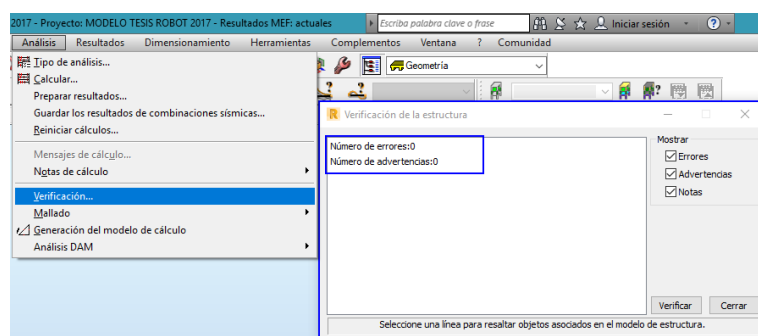 2017 - Proyecto: MODELO TESIS ROBOT 2017 - Resultados MEF: actuales
Escriba palabra clave o frase
Iniciar sesión
?
Análisis Resultados Dimensionamiento Herramientas Complementos Ventana ? Comunidad
Tipo de análisis...
Geometría
Calcular...
Preparar resultados...
Guardar los resultados de combinaciones sísmicas...
Reiniciar cálculos...
Mensajes de cálculo...
Notas de cálculo
Verificación...
Mallado
Generación del modelo de cálculo
Análisis DAM
Verificación de la estructura
Número de errores:0
Número de advertencias:0
Mostrar
Errores
Advertencias
Notas
Verificar Cerrar
Seleccione una línea para resaltar objetos asociados en el modelo de estructura.